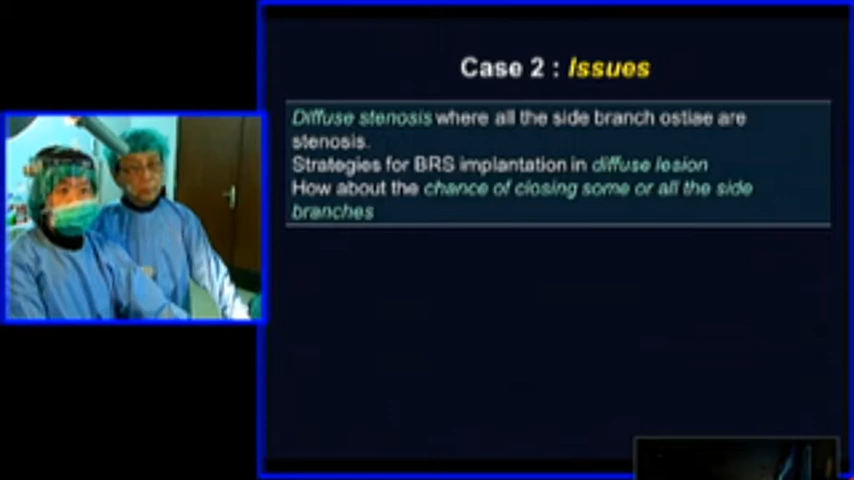 Case 2 : Issues
Diffuse stenosis where all the side branch ostiae are
stenosis.
Strategies for BRS implantation in diffuse lesion
How about the chance of closing some or all the side
branches